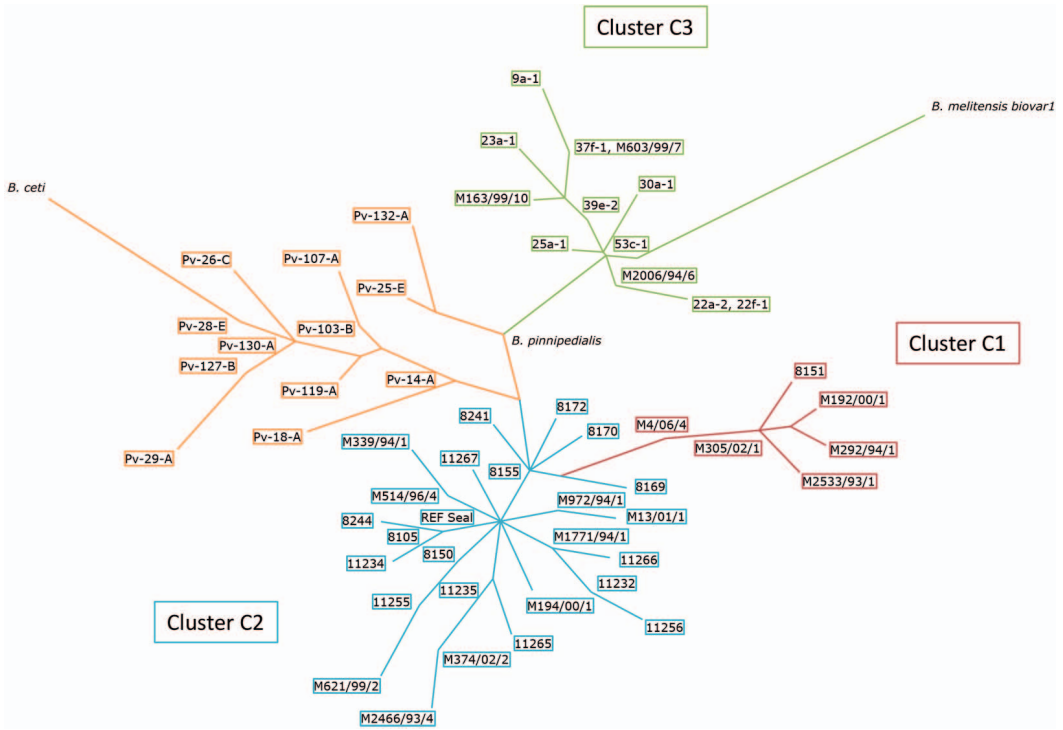 Cluster C3
9a-1
B. melitensis biovar1
23a-1
37f-1, M603/99/7
30a-1
B. ceti
M163/99/10
39e-2
Pv-132-A
25a-1
53c-1
Pv-26-C
Pv-107-A
M2006/94/6
Pv-25-E
22a-2, 22f-1
Pv-28-E
Pv-103-B
B. pinnipedialis
Pv-130-A
Cluster C1
Pv-127-B
8151
Pv-119-A
Pv-14-A
M192/00/1
8241
8172
M4/06/4
Pv-18-A
8170
M339/94/1
M305/02/1
M292/94/1
Pv-29-A
11267
8155
M2533/93/1
8169
M514/96/4
M972/94/1
8244
REF Seal
M13/01/1
8105
M1771/94/1
11234
8150
11266
11232
11255
11235
M194/00/1
Cluster C2
11256
11265
M374/02/2
M621/99/2
M2466/93/4